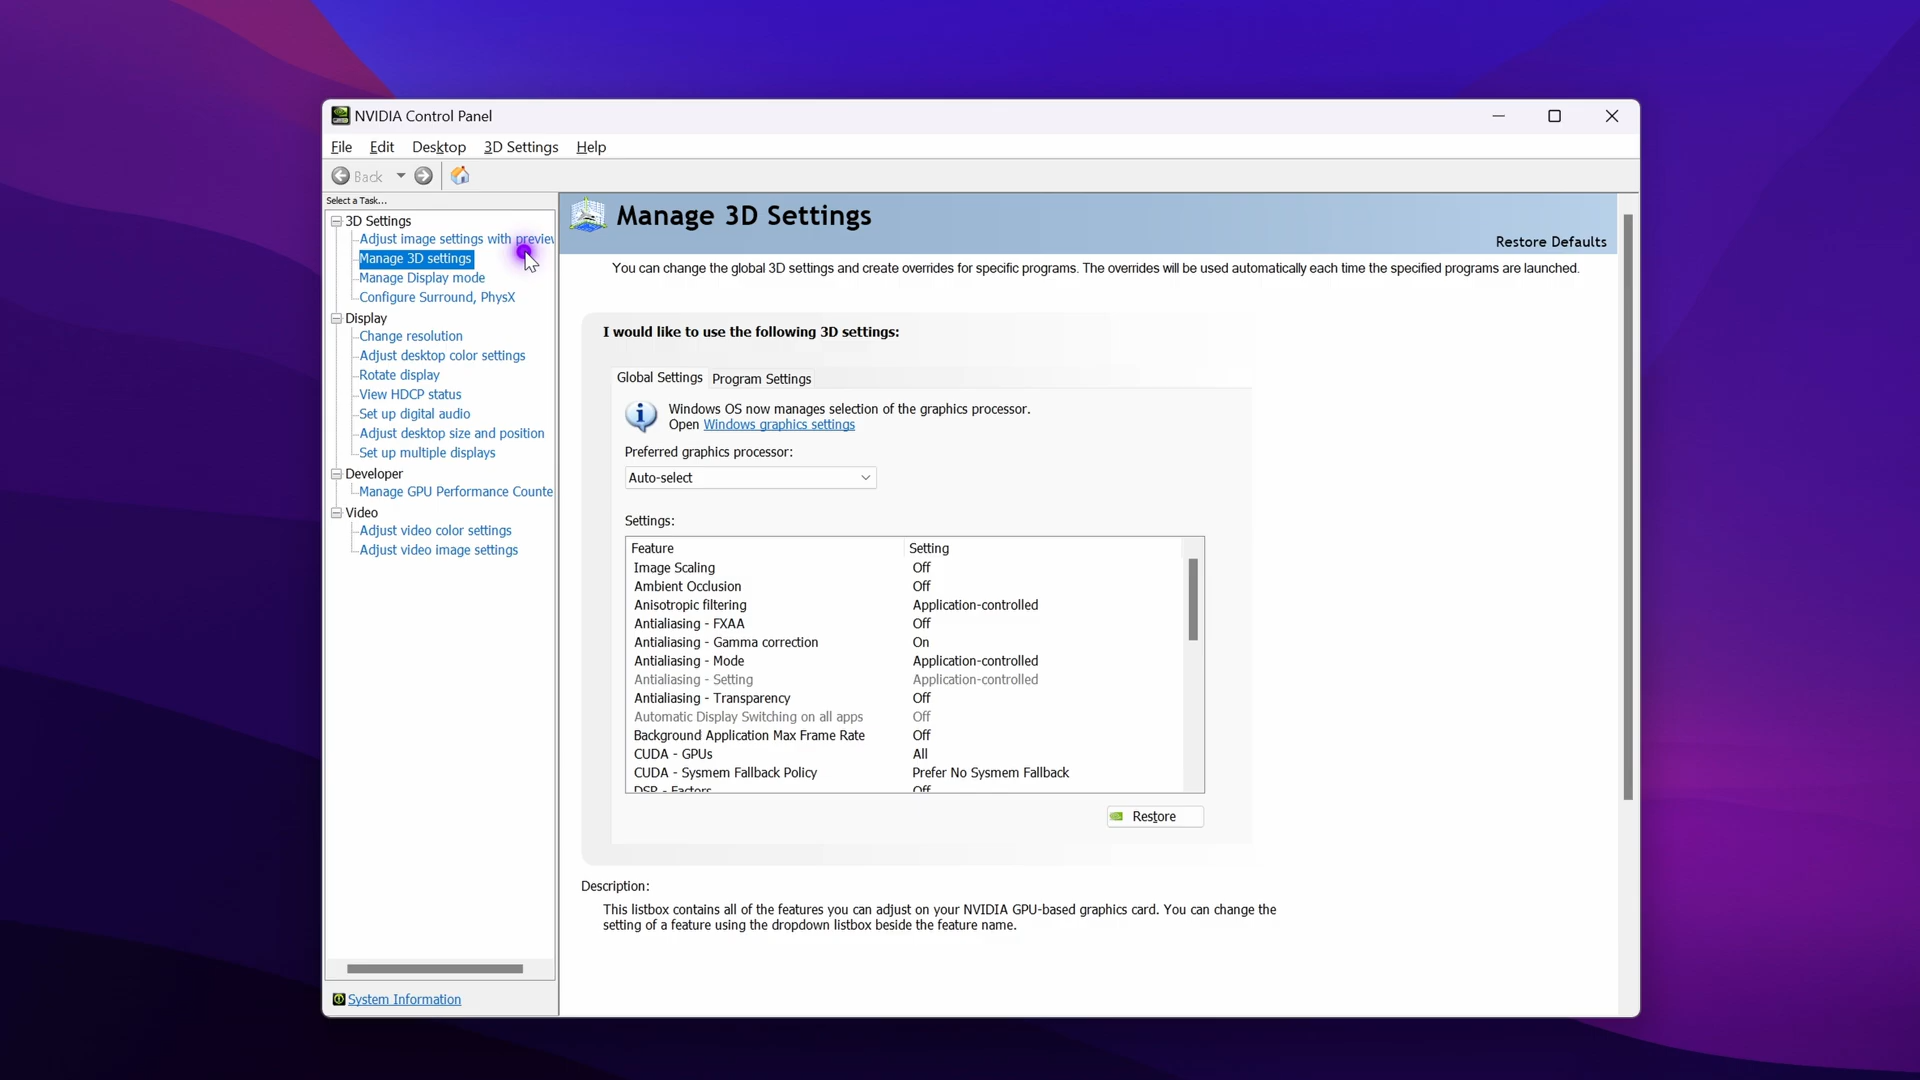 NVIDIA Control Panel
File Edit Desktop 3D Settings Help
Back
Select a Task...
3D Settings
Adjust image settings with preview
Manage 3D settings
Manage Display mode
Configure Surround, PhysX
Display
Change resolution
Adjust desktop color settings
Rotate display
View HDCP status
Set up digital audio
Adjust desktop size and position
Set up multiple displays
Developer
Manage GPU Performance Counte
Video
Adjust video color settings
Adjust video image settings
System Information
Manage 3D Settings
Restore Defaults
You can change the global 3D settings and create overrides for specific programs. The overrides will be used automatically each time the specified programs are launched.
I would like to use the following 3D settings:
Global Settings Program Settings
Windows OS now manages selection of the graphics processor.
Open Windows graphics settings
Preferred graphics processor:
Auto-select
Settings:
Feature Setting
Image Scaling Off
Ambient Occlusion Off
Anisotropic filtering Application-controlled
Antialiasing - FXAA Off
Antialiasing - Gamma correction On
Antialiasing - Mode Application-controlled
Antialiasing - Setting Application-controlled
Antialiasing - Transparency Off
Automatic Display Switching on all apps Off
Background Application Max Frame Rate Off
CUDA - GPUs All
CUDA - Sysmem Fallback Policy Prefer No Sysmem Fallback
DSR - Factors Off
Restore
Description:
This listbox contains all of the features you can adjust on your NVIDIA GPU-based graphics card. You can change the
setting of a feature using the dropdown listbox beside the feature name.